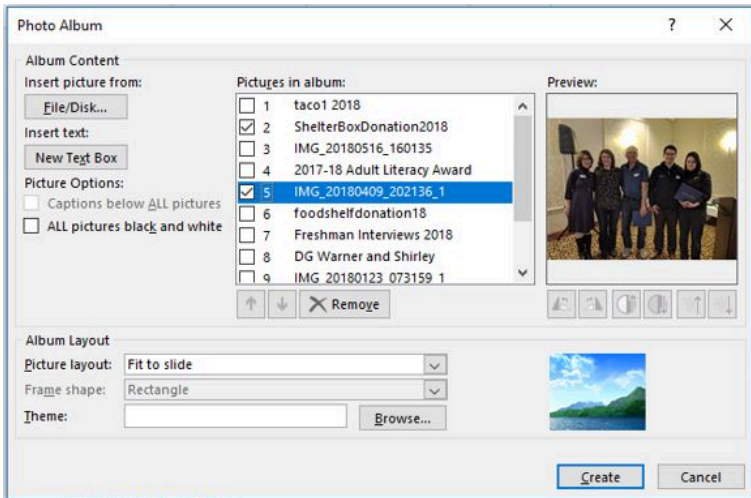 Photo Album
Album Content
Insert picture from:
File/Disk...
Insert text:
New Text Box
Picture Options:
Captions below ALL pictures
ALL pictures black and white
Pictures in album:
1 taco1 2018
2 ShelterBoxDonation2018
3 IMG_20180516_160135
4 2017-18 Adult Literacy Award
5 IMG_20180409_202136_1
6 foodshelfdonation18
7 Freshman Interviews 2018
8 DG Warner and Shirley
9 IMG_20180123_073159_1
Remove
Preview:
Album Layout
Picture layout: Fit to slide
Frame shape: Rectangle
Theme:
Browse...
Create
Cancel